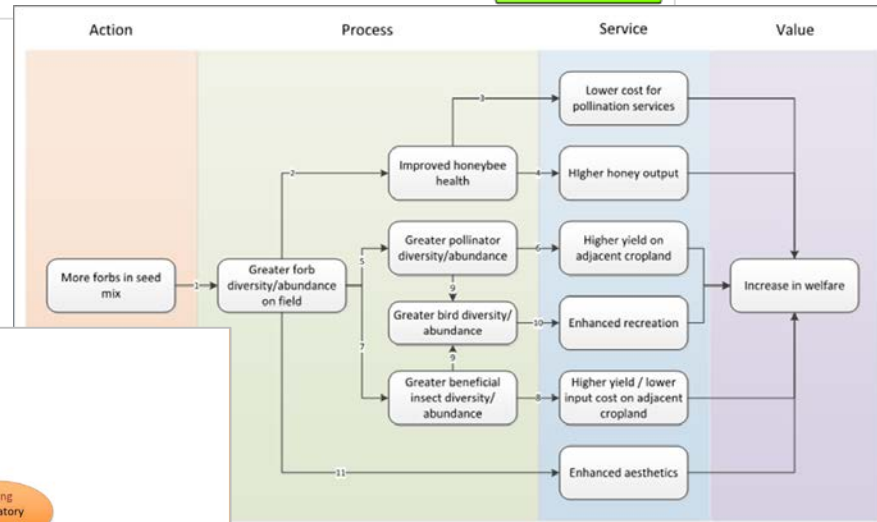 Action
Process
Service
Value
Lower cost for
pollination services
3
Improved honeybee
health
2
4
HIgher honey output
Greater pollinator
diversity/abundance
6
Higher yield on
adjacent cropland
5
More forbs in seed
mix
1
Greater forb
diversity/abundance
on field
9
Increase in welfare
Greater bird diversity/
abundance
10
Enhanced recreation
7
9
Greater beneficial
insect diversity/
abundance
8
Higher yield / lower
input cost on adjacent
cropland
11
Enhanced aesthetics